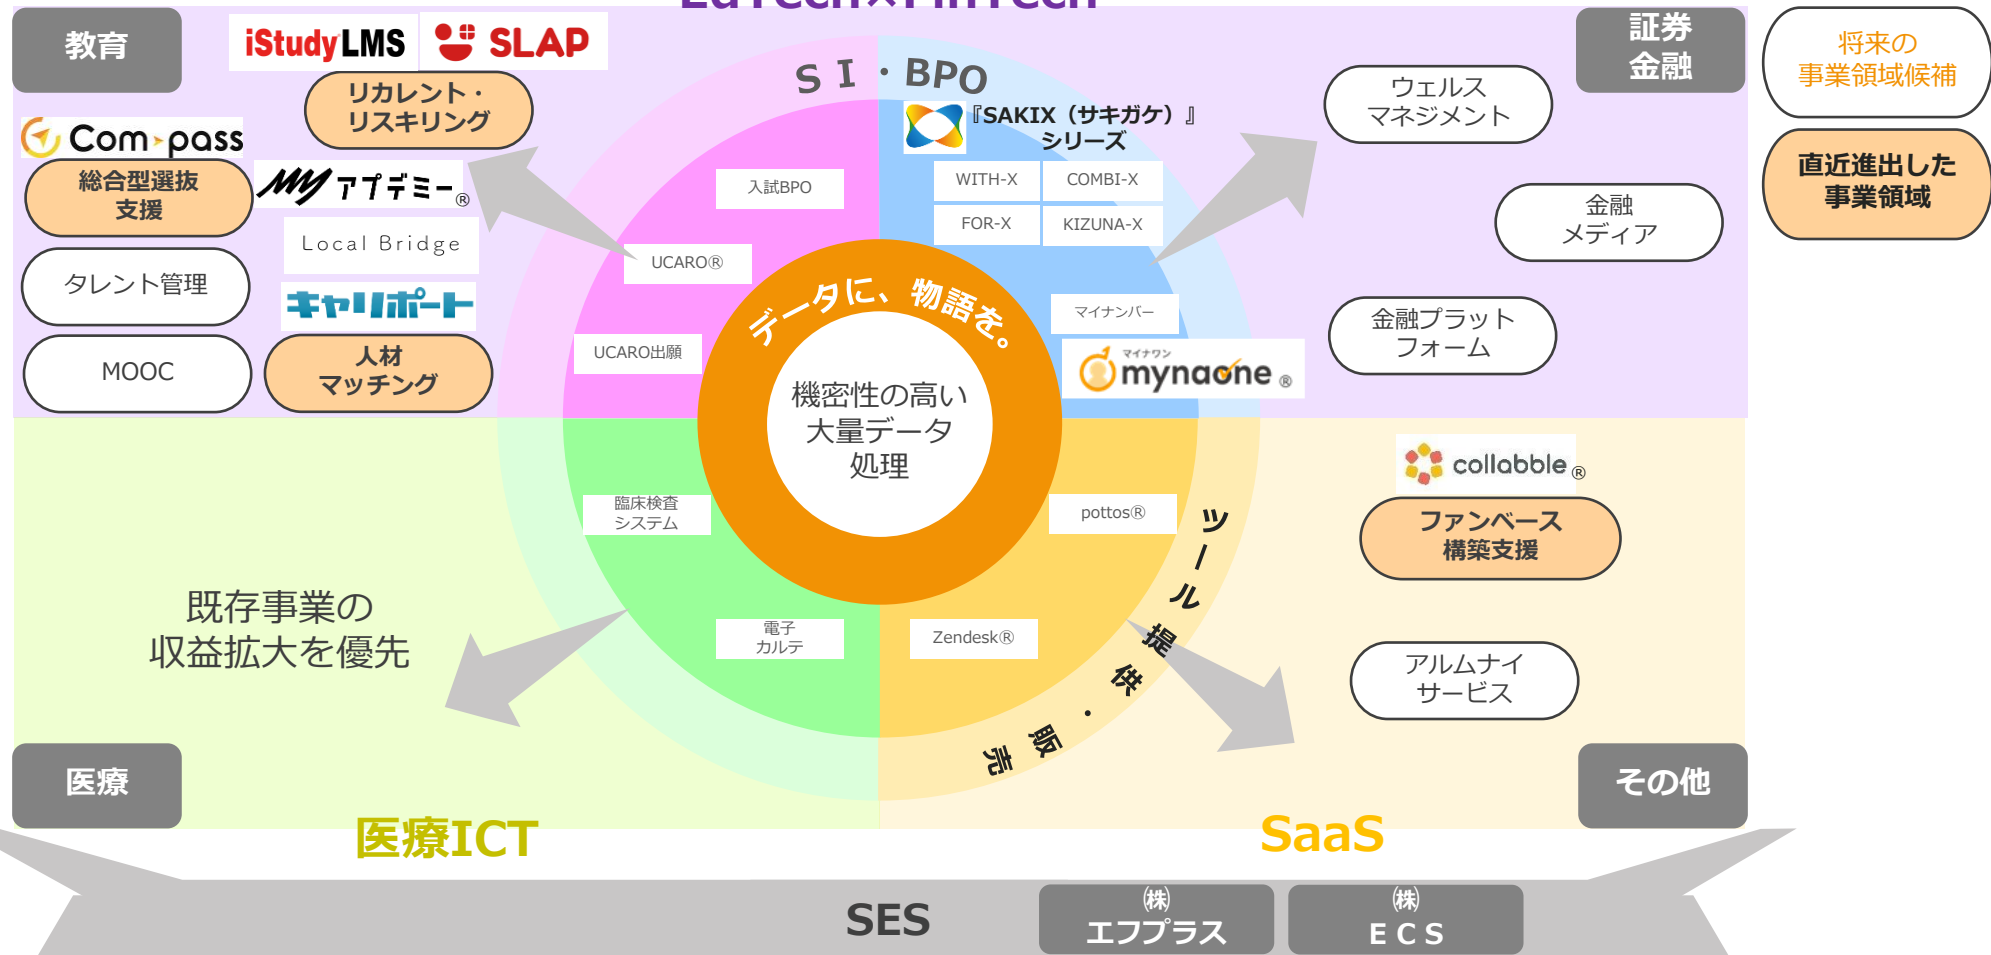 EdTech×FinTech
教育
iStudy LMS
SLAP
リカレント・
リスキリング
Com➤pass
総合型選抜
支援
My アプデミー®
Local Bridge
タレント管理
キャリポート
MOOC
人材
マッチング
ＳＩ・BPO
入試BPO
UCARO®
UCARO出願
『SAKIX（サキガケ）』
シリーズ
WITH-X
COMBI-X
FOR-X
KIZUNA-X
マイナンバー
マイナワン
mynaone ®
データに、物語を。
機密性の高い
大量データ
処理
証券
金融
ウェルス
マネジメント
金融
メディア
金融プラット
フォーム
将来の
事業領域候補
直近進出した
事業領域
臨床検査
システム
電子
カルテ
既存事業の
収益拡大を優先
医療
医療ICT
pottos®
Zendesk®
ツール提供・販売
collabble ®
ファンベース
構築支援
アルムナイ
サービス
その他
SaaS
SES
㈱
エフプラス
㈱
ＥＣＳ